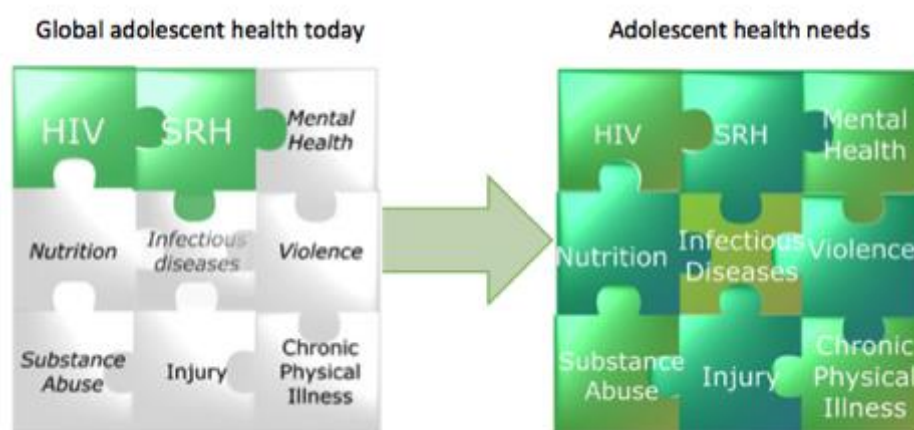 Global adolescent health today
Adolescent health needs
HIV
SRH
Mental
Health
Nutrition
Infectious
diseases
Violence
Substance
Abuse
Injury
Chronic
Physical
Illness
HIV
SRH
Mental
Health
Nutrition
Infectious
Diseases
Violence
Substance
Abuse
Injury
Chronic
Physical
Illness